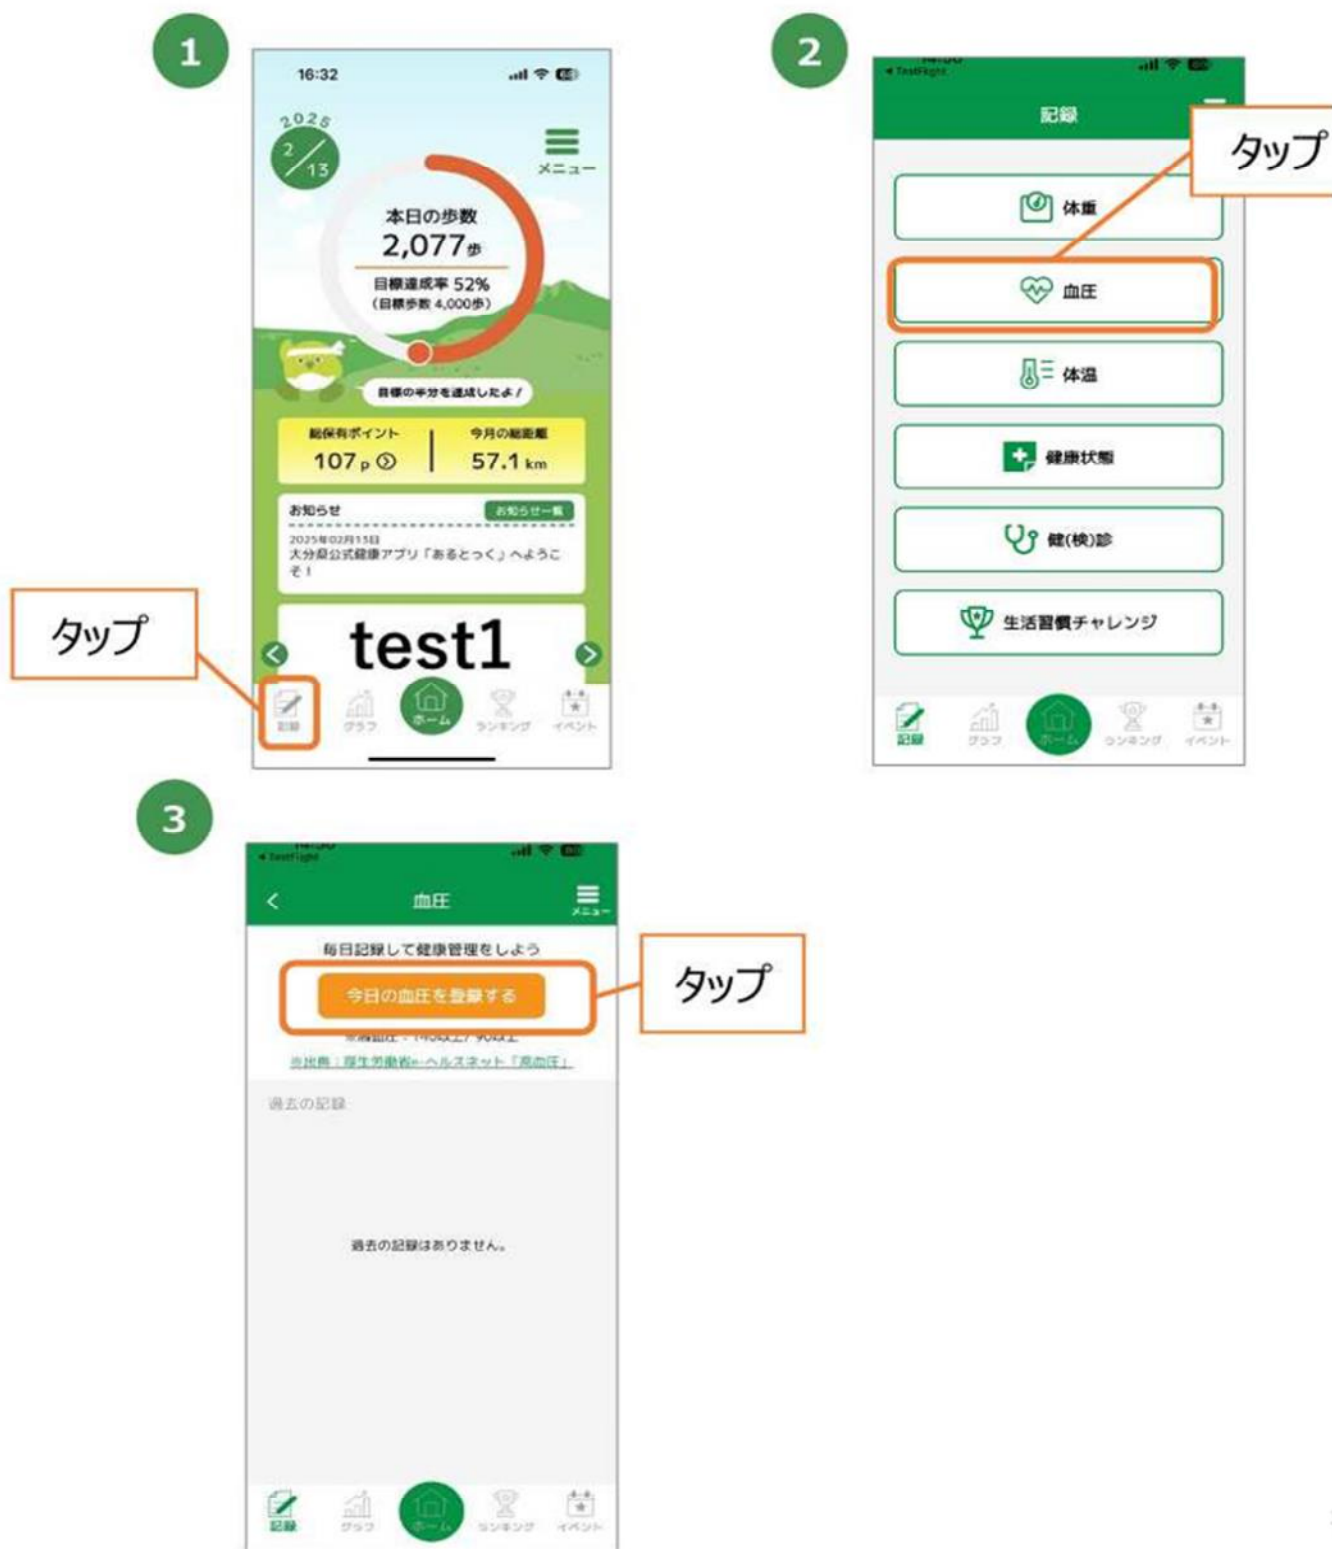 1
16:32
2025
2/13
メニュー
本日の歩数
2,077歩
目標達成率 52%
(目標歩数 4,000歩)
目標の半分を達成したよ!
総保有ポイント
107 p
今月の総距離
57.1 km
お知らせ
お知らせ一覧
2025年02月13日
大分県公式健康アプリ「あるとっく」へようこ
そ!
test1
タップ
記録
グラフ
ホーム
ランキング
イベント
2
TestFlight
記録
タップ
体重
血圧
体温
健康状態
健(検)診
生活習慣チャレンジ
記録
グラフ
ホーム
ランキング
イベント
3
TestFlight
血圧
メニュー
毎日記録して健康管理をしよう
今日の血圧を登録する
タップ
※出典:厚生労働省e-ヘルスネット「高血圧」
過去の記録
過去の記録はありません。
記録
グラフ
ホーム
ランキング
イベント